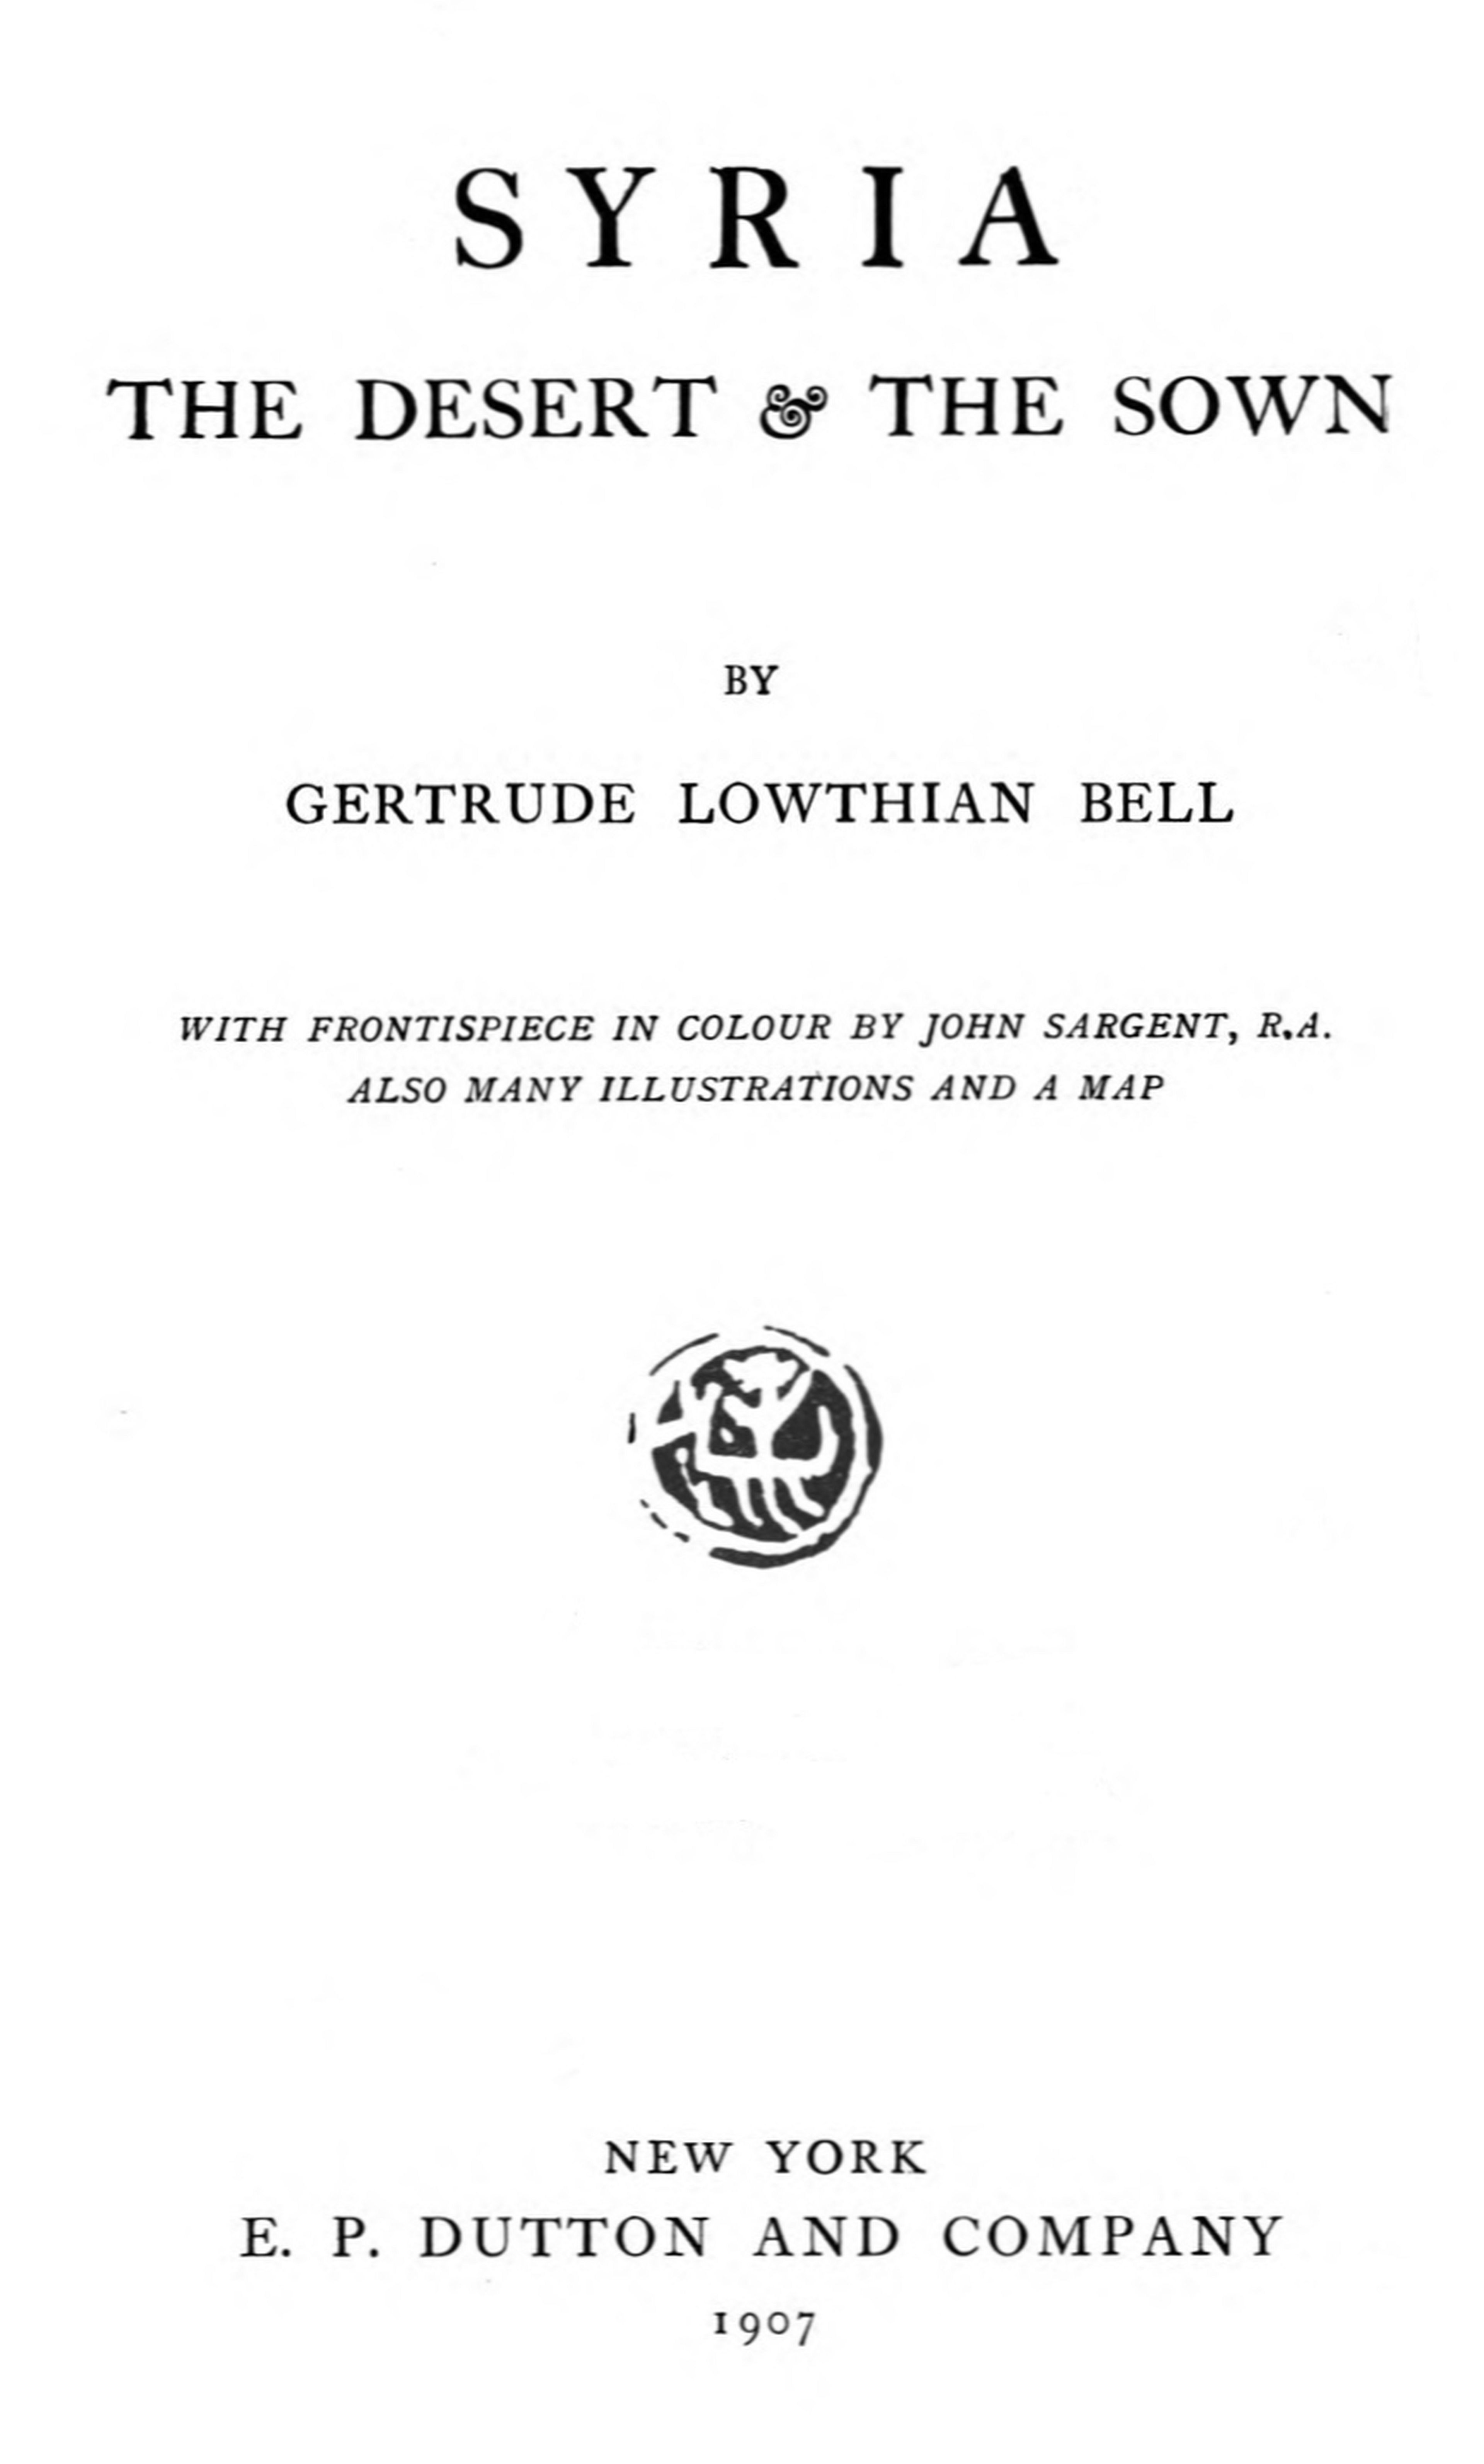 SYRIA
THE DESERT & THE SOWN
BY
GERTRUDE LOWTHIAN BELL
WITH FRONTISPIECE IN COLOUR BY JOHN SARGENT, R.A.
ALSO MANY ILLUSTRATIONS AND A MAP
NEW YORK
E. P. DUTTON AND COMPANY
1907